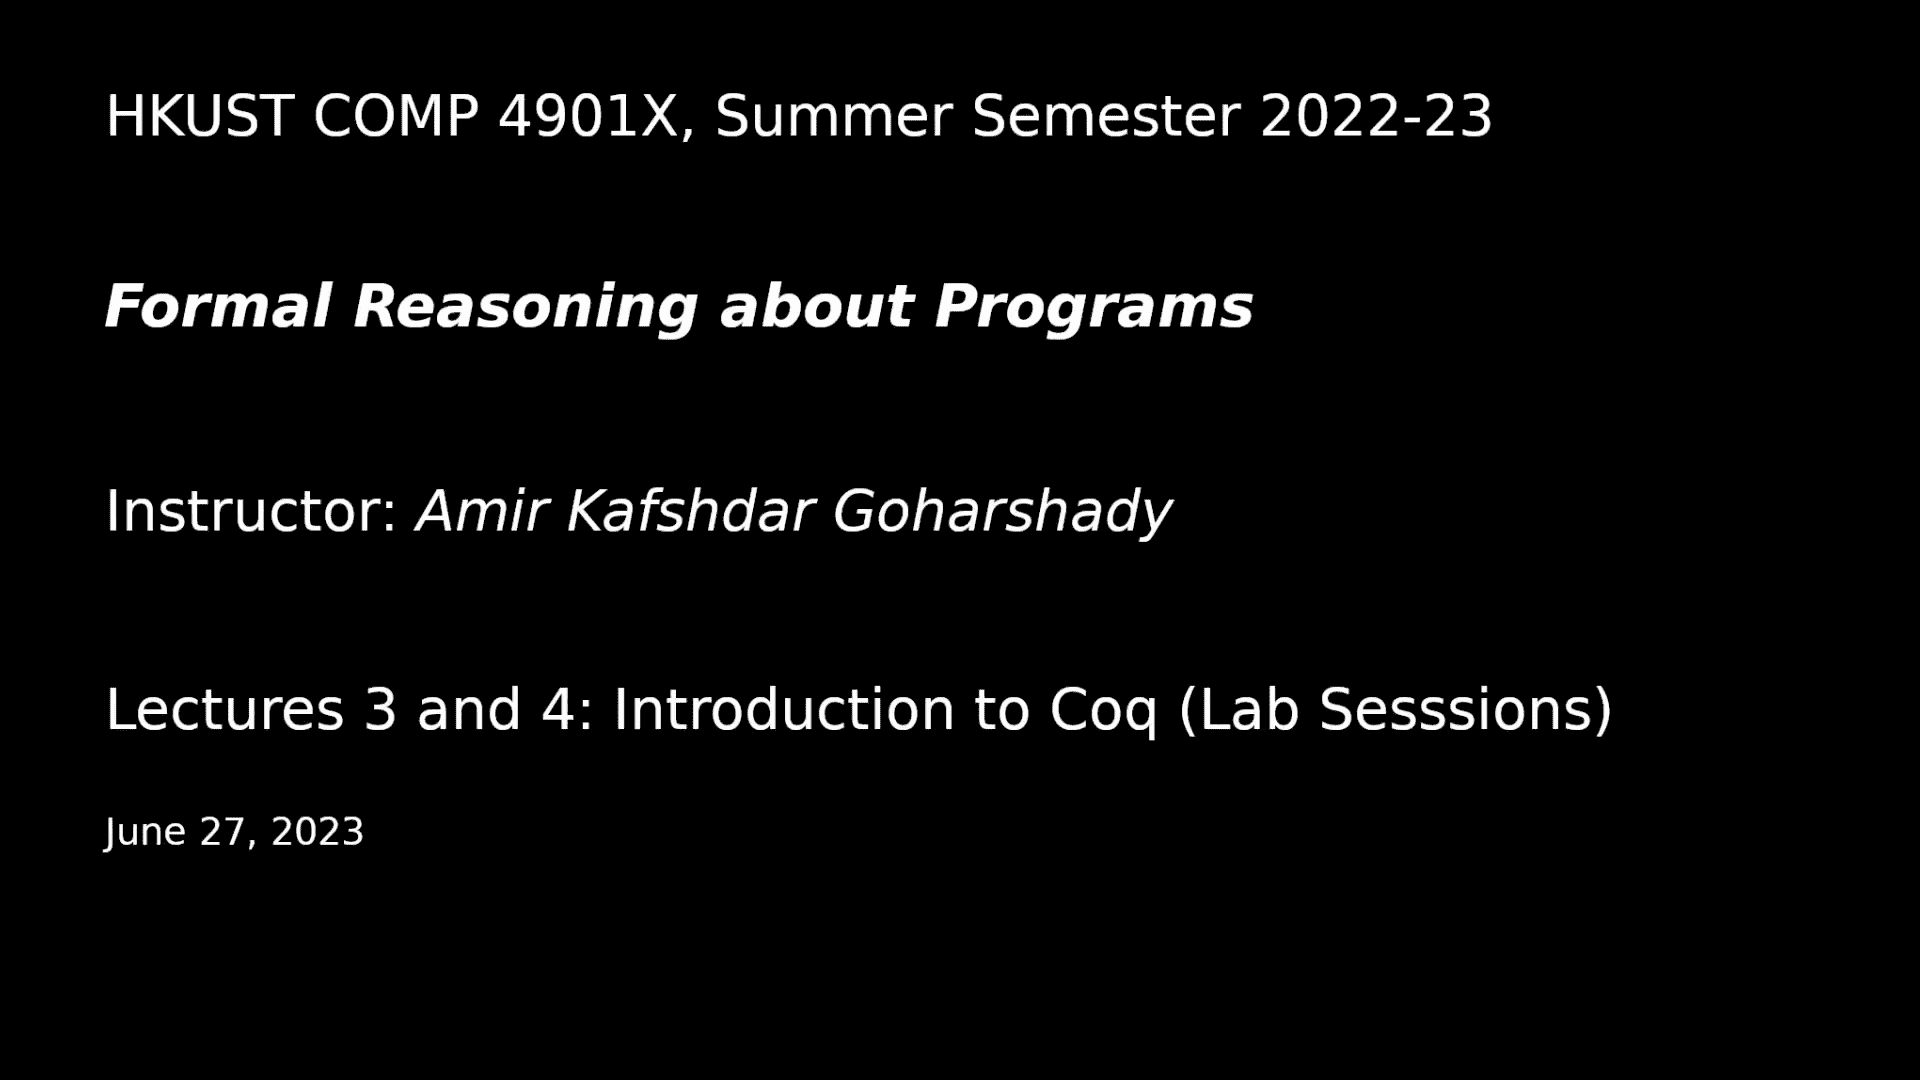 HKUST COMP 4901X, Summer Semester 2022-23
Formal Reasoning about Programs
Instructor: Amir Kafshdar Goharshady
Lectures 3 and 4: Introduction to Coq (Lab Sesssions)
June 27, 2023